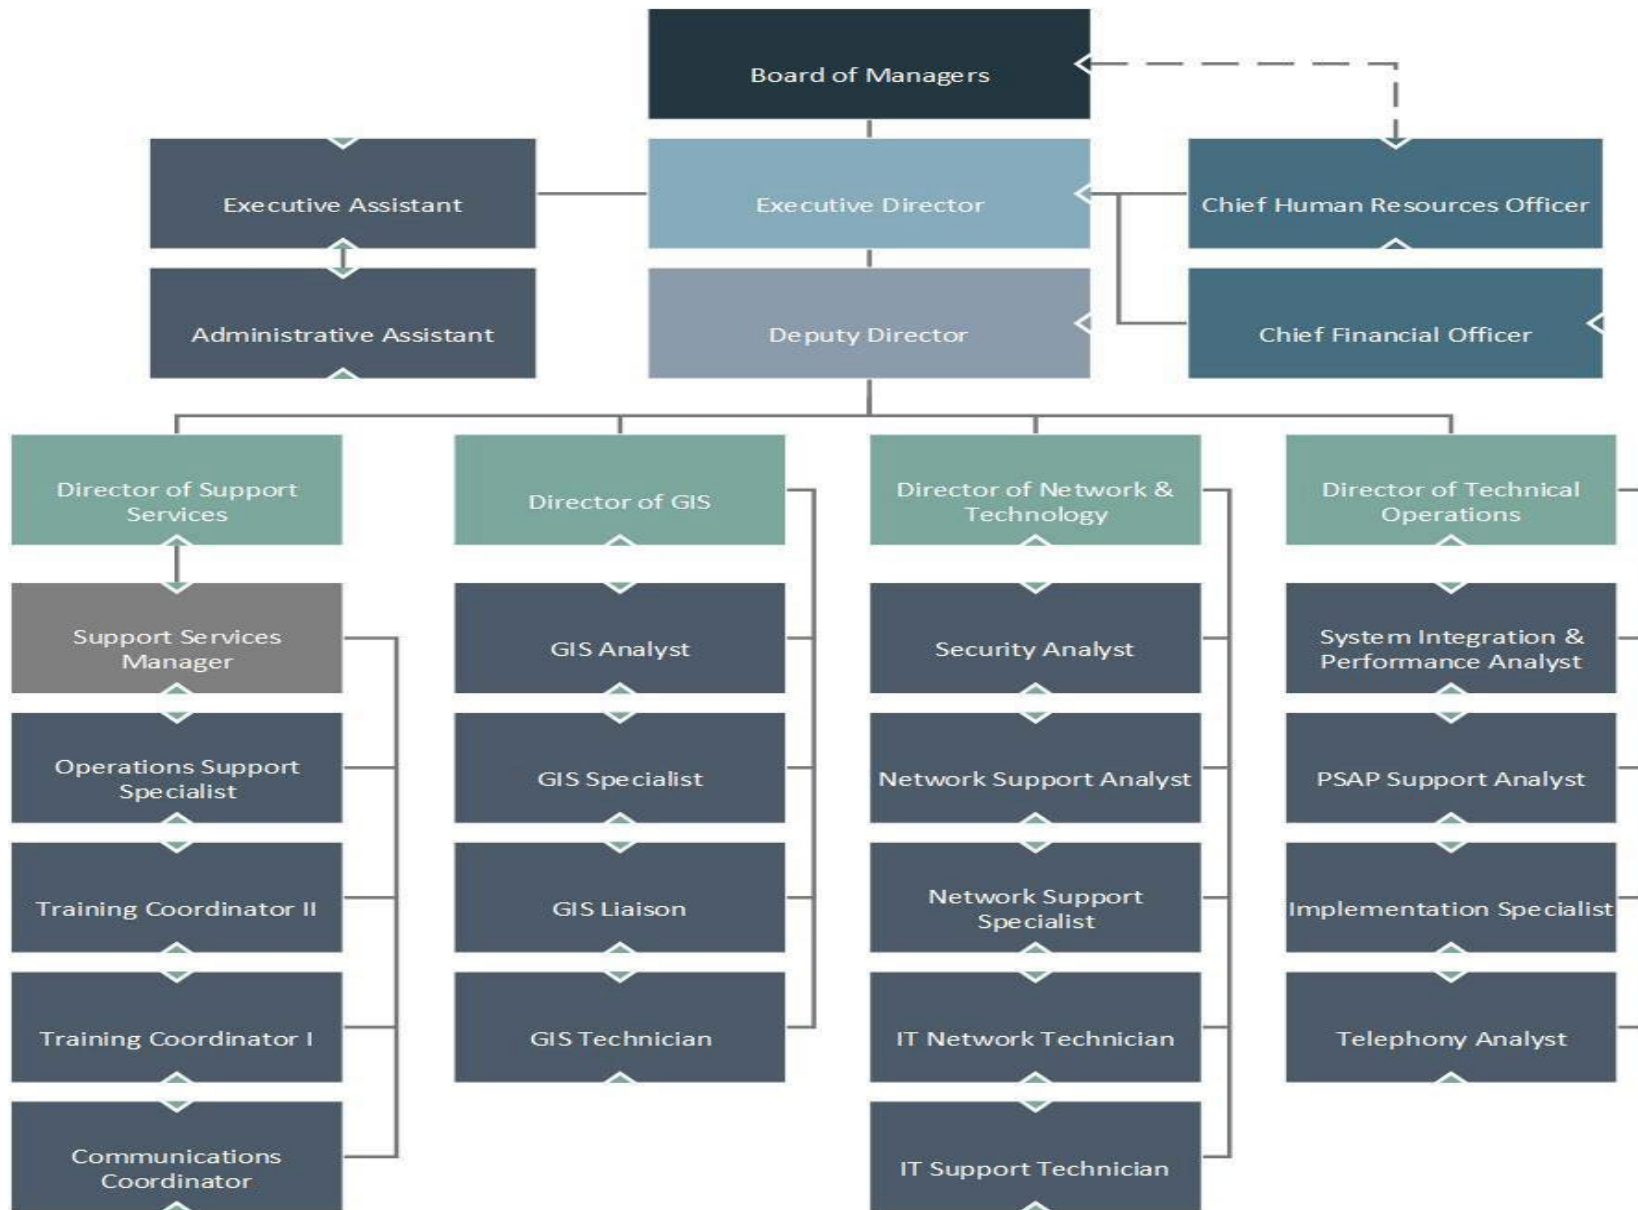 Board of Managers
Executive Assistant
Executive Director
Chief Human Resources Officer
Administrative Assistant
Deputy Director
Chief Financial Officer
Director of Support
Services
Director of GIS
Director of Network &
Technology
Director of Technical
Operations
Support Services
Manager
GIS Analyst
Security Analyst
System Integration &
Performance Analyst
Operations Support
Specialist
GIS Specialist
Network Support Analyst
PSAP Support Analyst
Training Coordinator II
GIS Liaison
Network Support
Specialist
Implementation Specialist
Training Coordinator I
GIS Technician
IT Network Technician
Telephony Analyst
Communications
Coordinator
IT Support Technician